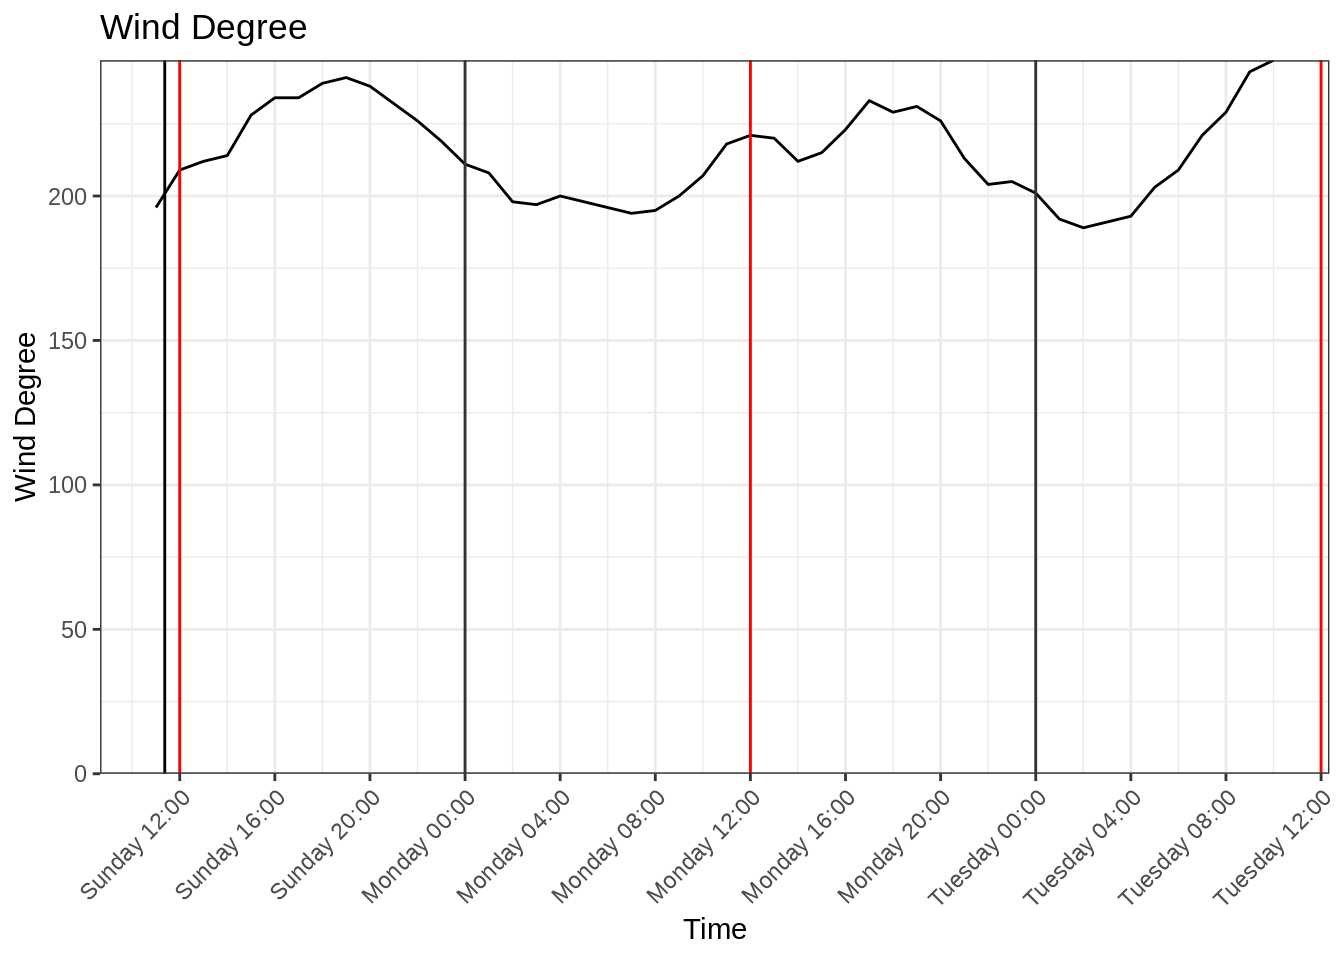 Wind Degree
Wind Degree
200
150
100
50
0
Sunday 12:00
Sunday 16:00
Sunday 20:00
Monday 00:00
Monday 04:00
Monday 08:00
Monday 12:00
Monday 16:00
Monday 20:00
Tuesday 00:00
Tuesday 04:00
Tuesday 08:00
Tuesday 12:00
Time